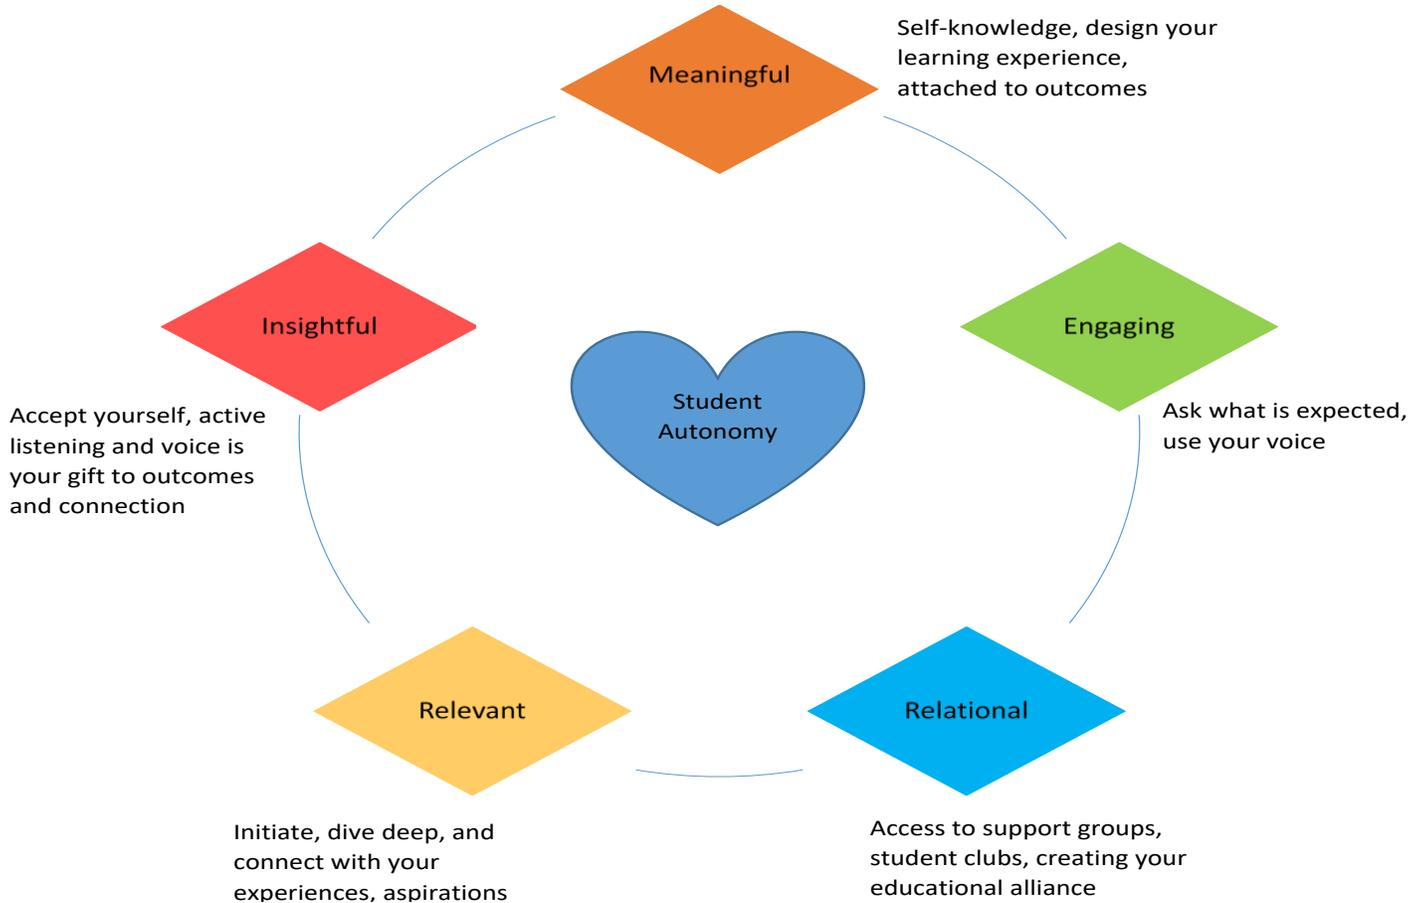 Meaningful
Self-knowledge, design your
learning experience,
attached to outcomes
Insightful
Engaging
Student
Autonomy
Accept yourself, active
listening and voice is
your gift to outcomes
and connection
Ask what is expected,
use your voice
Relevant
Relational
Initiate, dive deep, and
connect with your
experiences, aspirations
Access to support groups,
student clubs, creating your
educational alliance